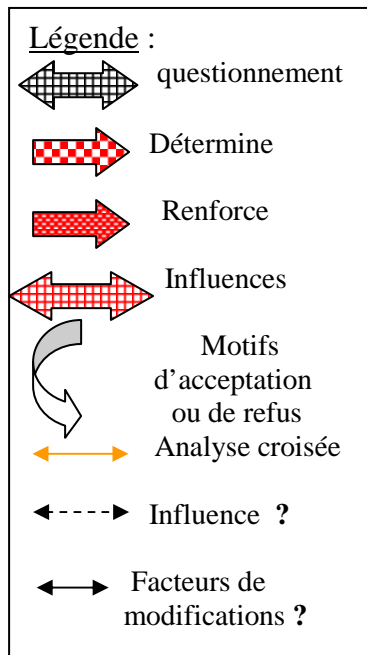 Légende :
questionnement
Détermine
Renforce
Influences
Motifs
d'acceptation
ou de refus
Analyse croisée
Influence ?
Facteurs de
modifications ?